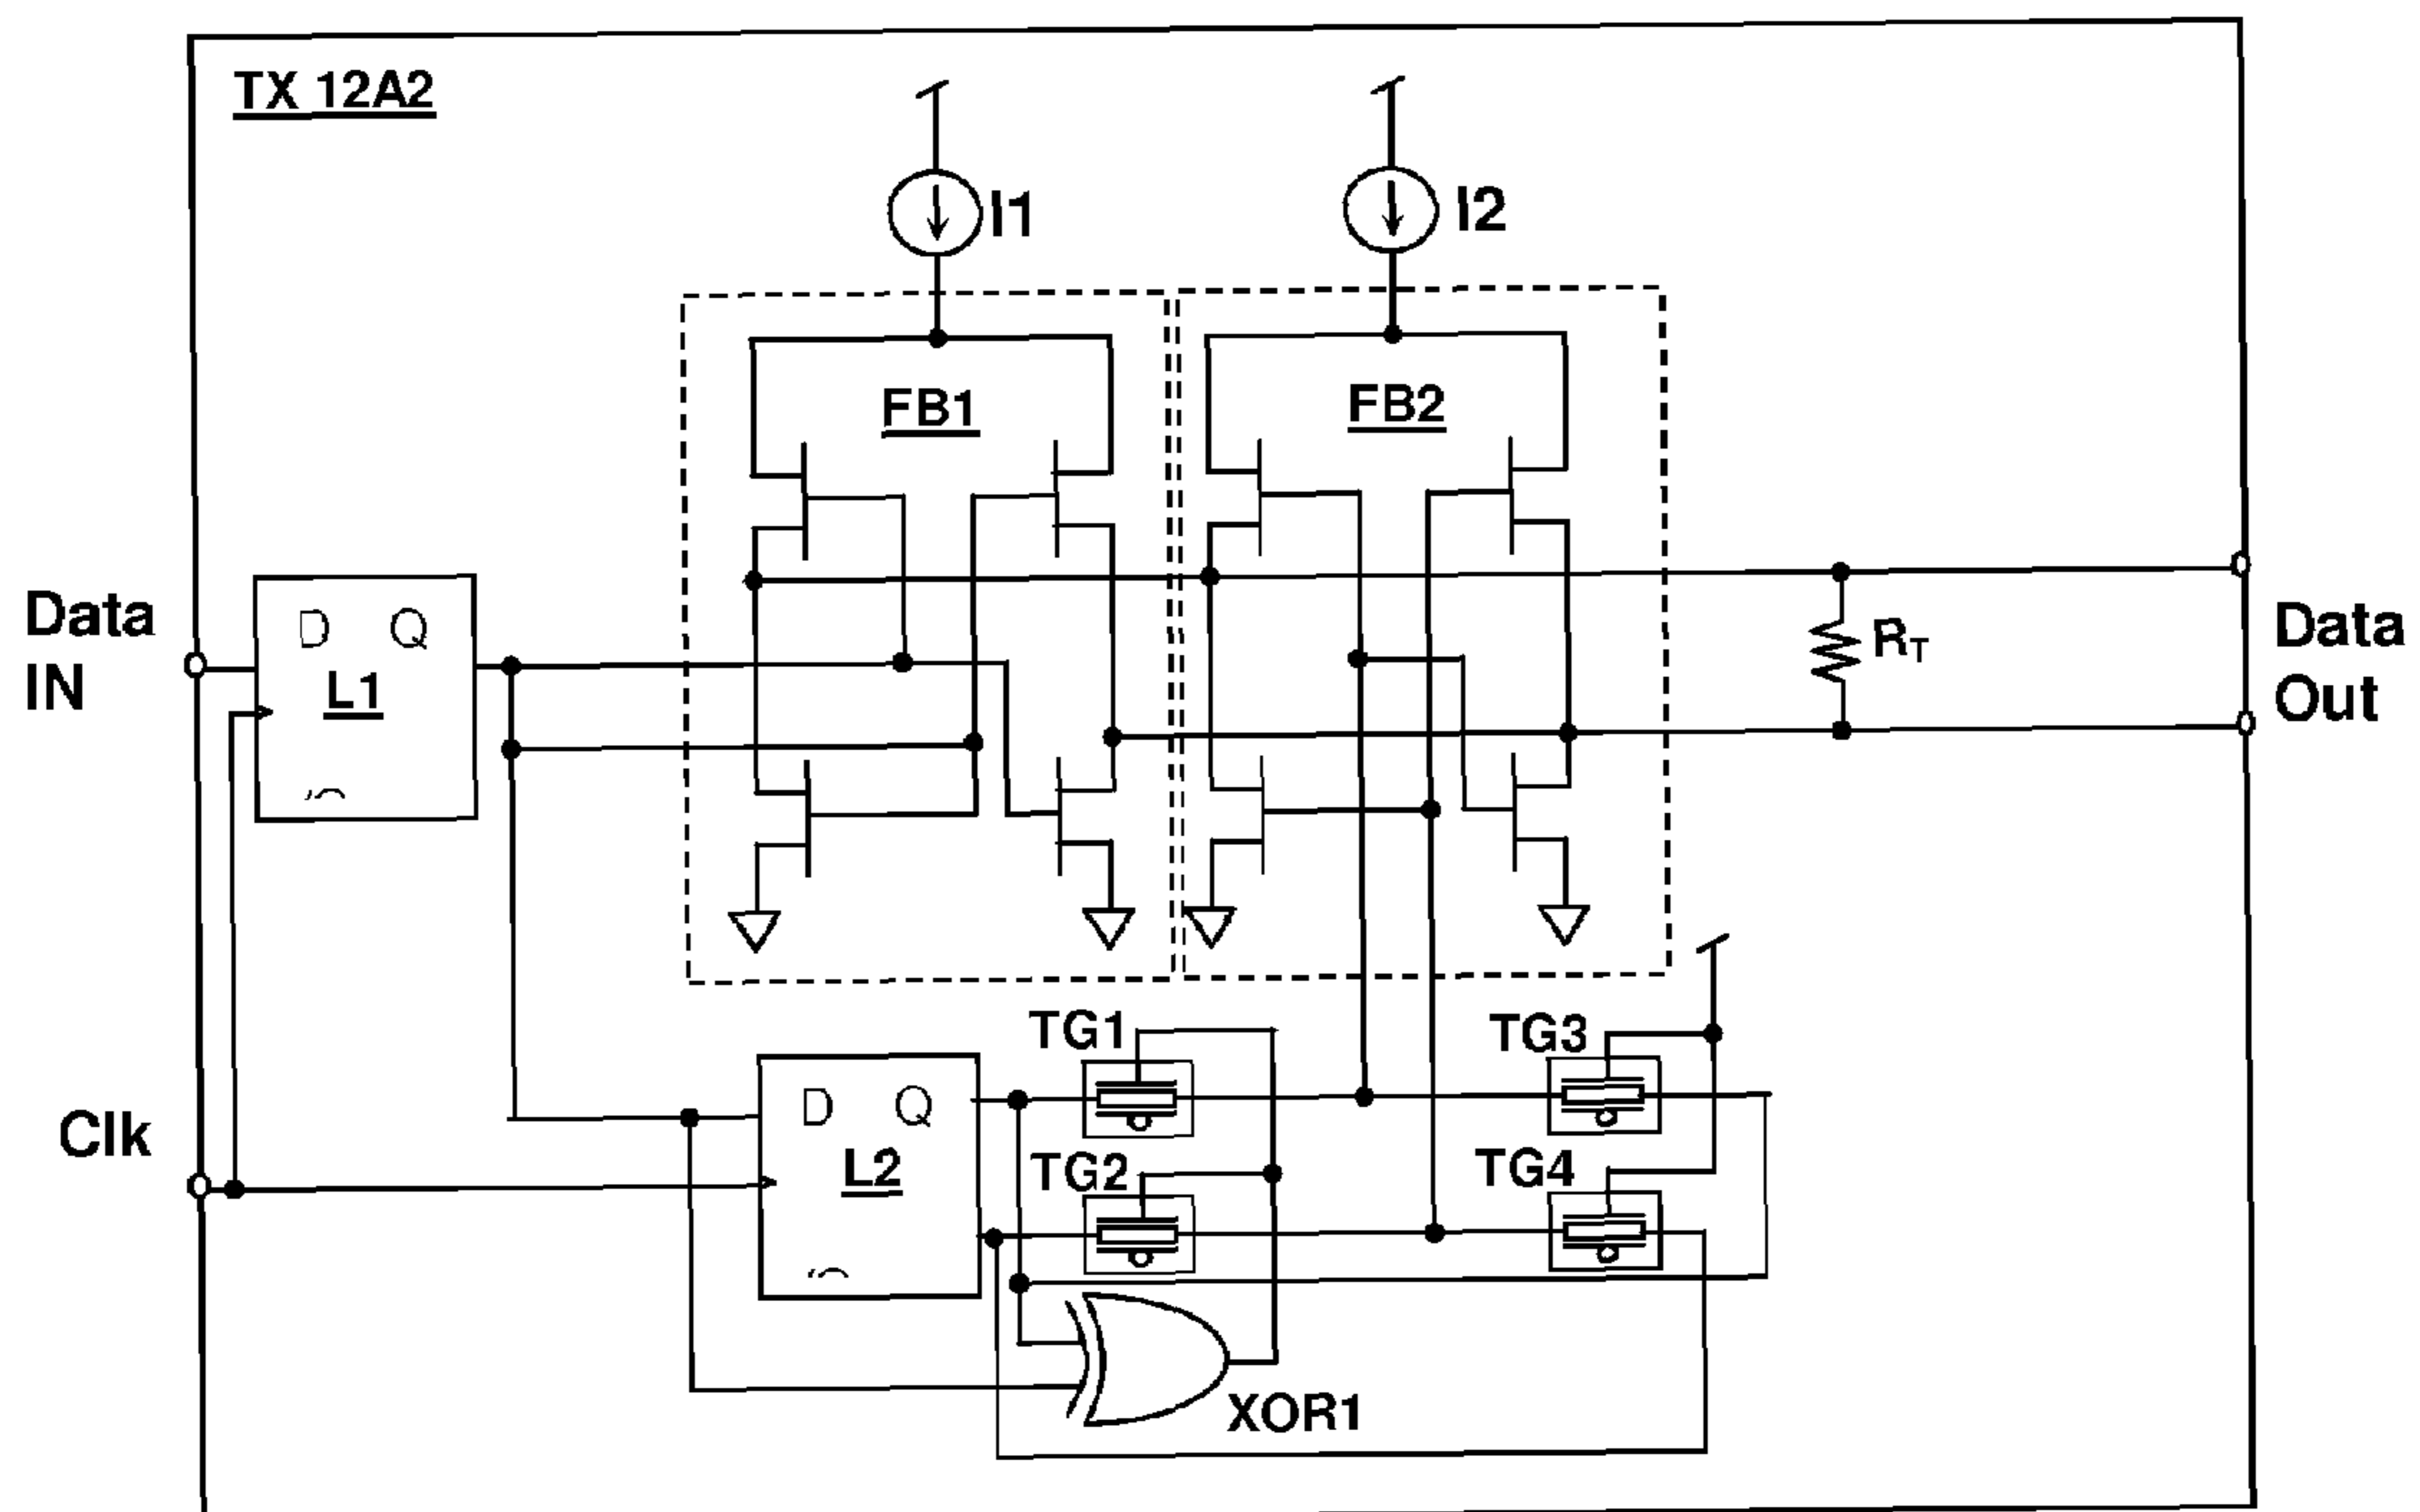 TX 12A2
I1
I2
FB1
FB2
Data
IN
D Q
L1
RT
Data
Out
TG1
TG3
Clk
D Q
L2
TG2
TG4
XOR1